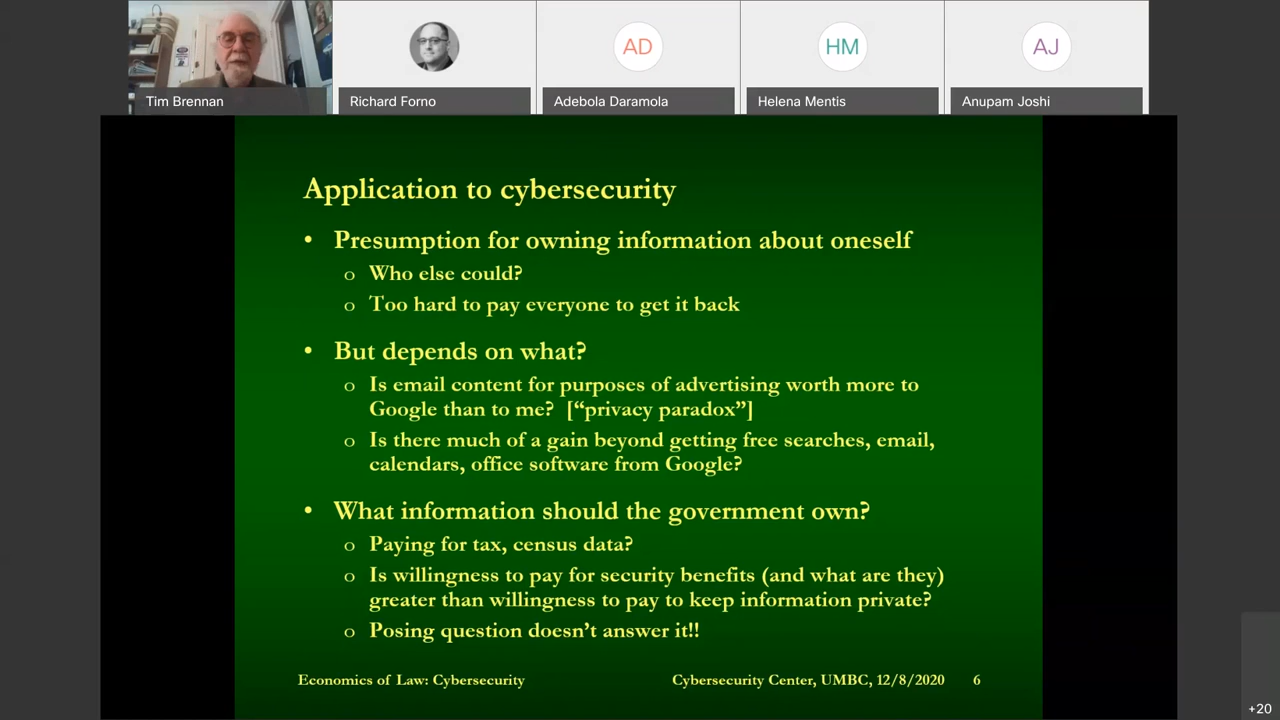 Tim Brennan
Richard Forno
AD
Adebola Daramola
HM
Helena Mentis
AJ
Anupam Joshi
Application to cybersecurity
• Presumption for owning information about oneself
o Who else could?
o Too hard to pay everyone to get it back
• But depends on what?
o Is email content for purposes of advertising worth more to
Google than to me? [“privacy paradox”]
o Is there much of a gain beyond getting free searches, email,
calendars, office software from Google?
• What information should the government own?
o Paying for tax, census data?
o Is willingness to pay for security benefits (and what are they)
greater than willingness to pay to keep information private?
o Posing question doesn’t answer it!!
Economics of Law: Cybersecurity
Cybersecurity Center, UMBC, 12/8/2020 6
+20